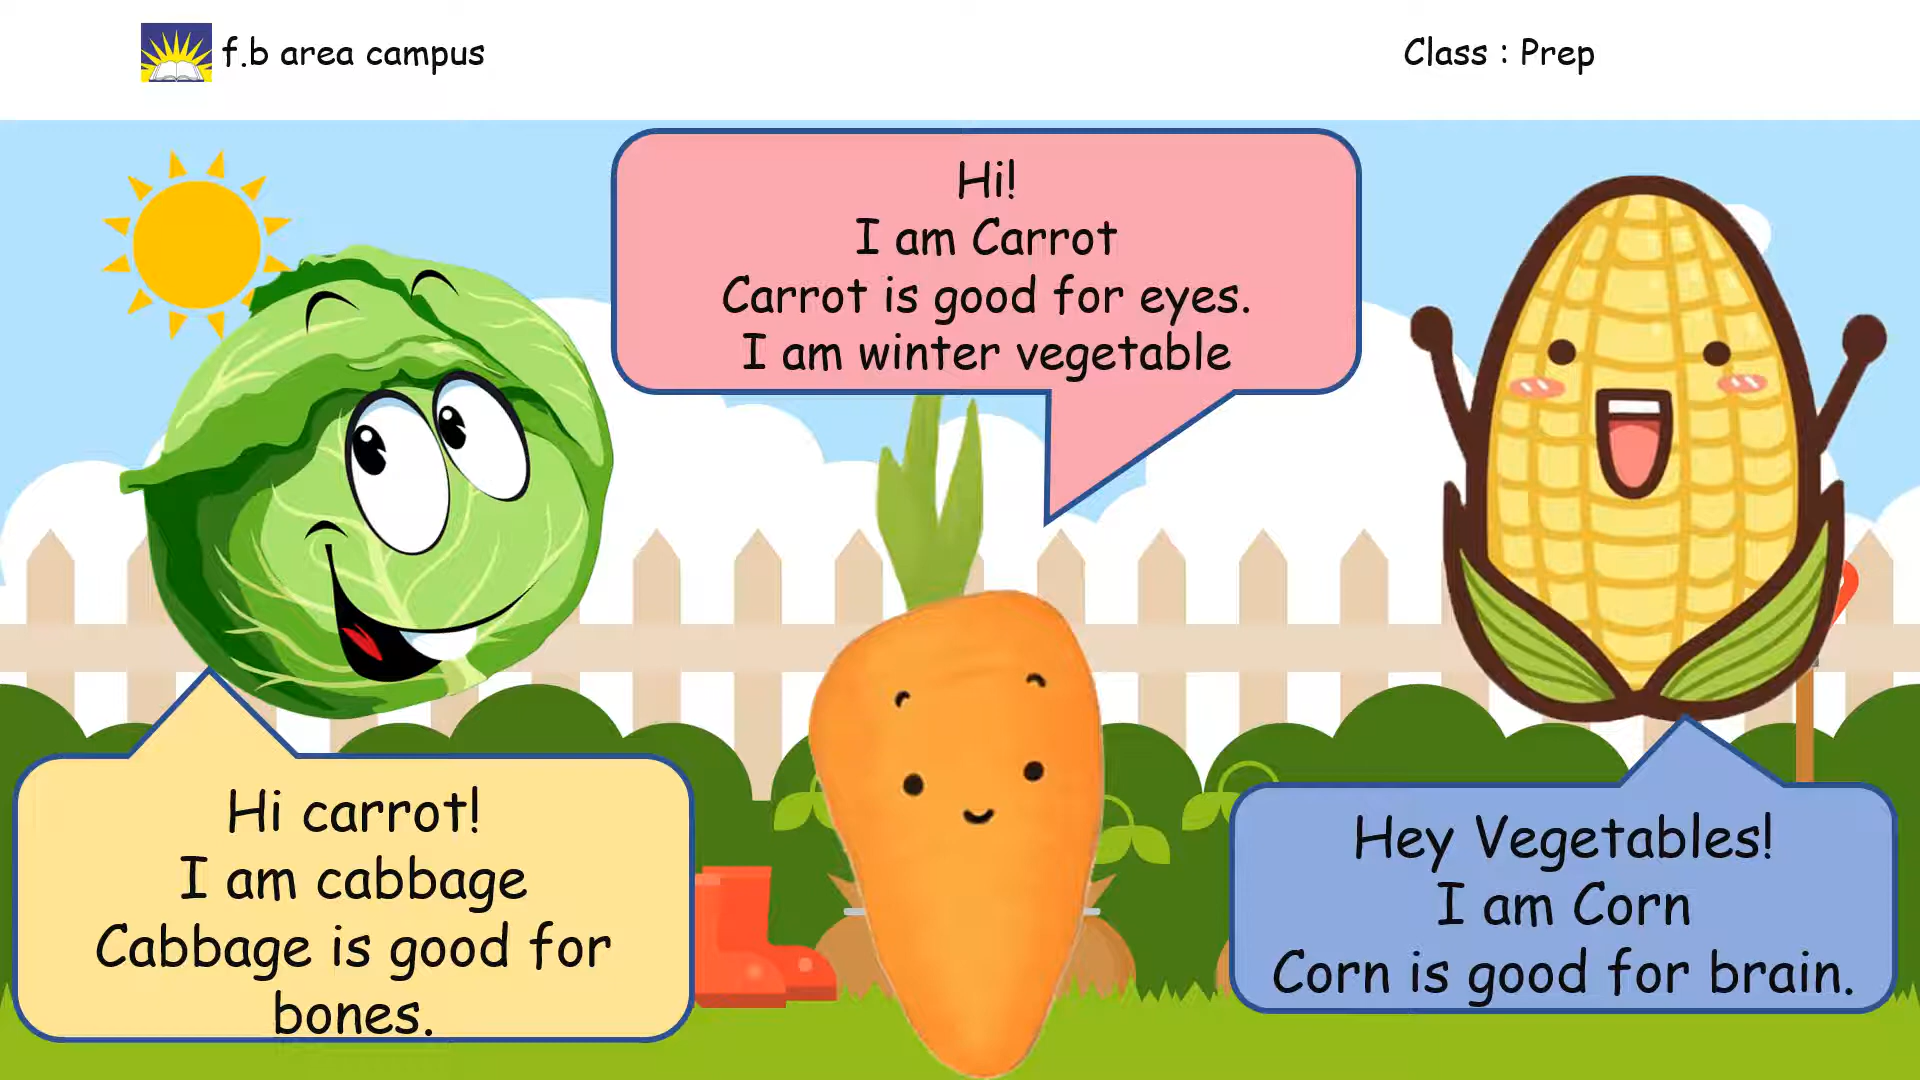 f.b area campus
Class : Prep
Hi!
I am Carrot
Carrot is good for eyes.
I am winter vegetable
Hi carrot!
I am cabbage
Cabbage is good for
bones.
Hey Vegetables!
I am Corn
Corn is good for brain.